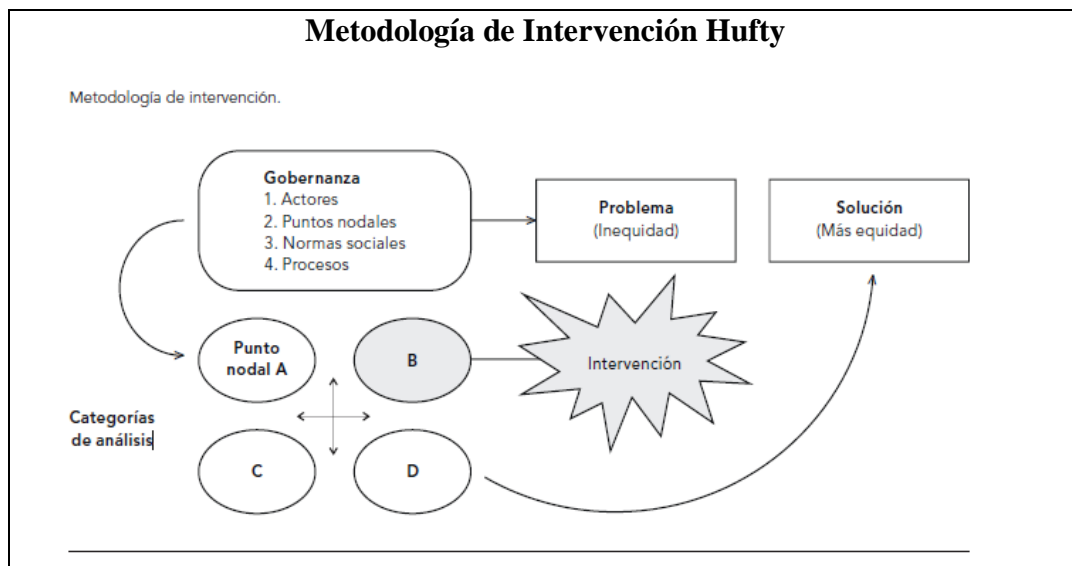 Metodología de Intervención Hufty
Metodología de intervención.
Gobernanza
1. Actores
2. Puntos nodales
3. Normas sociales
4. Procesos
Problema
(Inequidad)
Solución
(Más equidad)
Punto
nodal A
B
Intervención
Categorías
de análisis
C
D